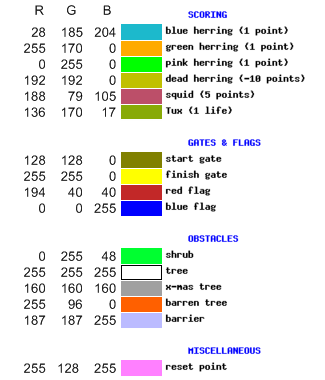 R G B SCORING
28 185 204 blue herring (1 point)
255 170 0 green herring (1 point)
0 255 0 pink herring (1 point)
192 192 0 dead herring (-10 points)
188 79 105 squid (5 points)
136 170 17 Tux (1 life)
GATES & FLAGS
128 128 0 start gate
255 255 0 finish gate
194 40 40 red flag
0 0 255 blue flag
OBSTACLES
0 255 48 shrub
255 255 255 tree
160 160 160 x-mas tree
255 96 0 barren tree
187 187 255 barrier
MISCELLANEOUS
255 128 255 reset point